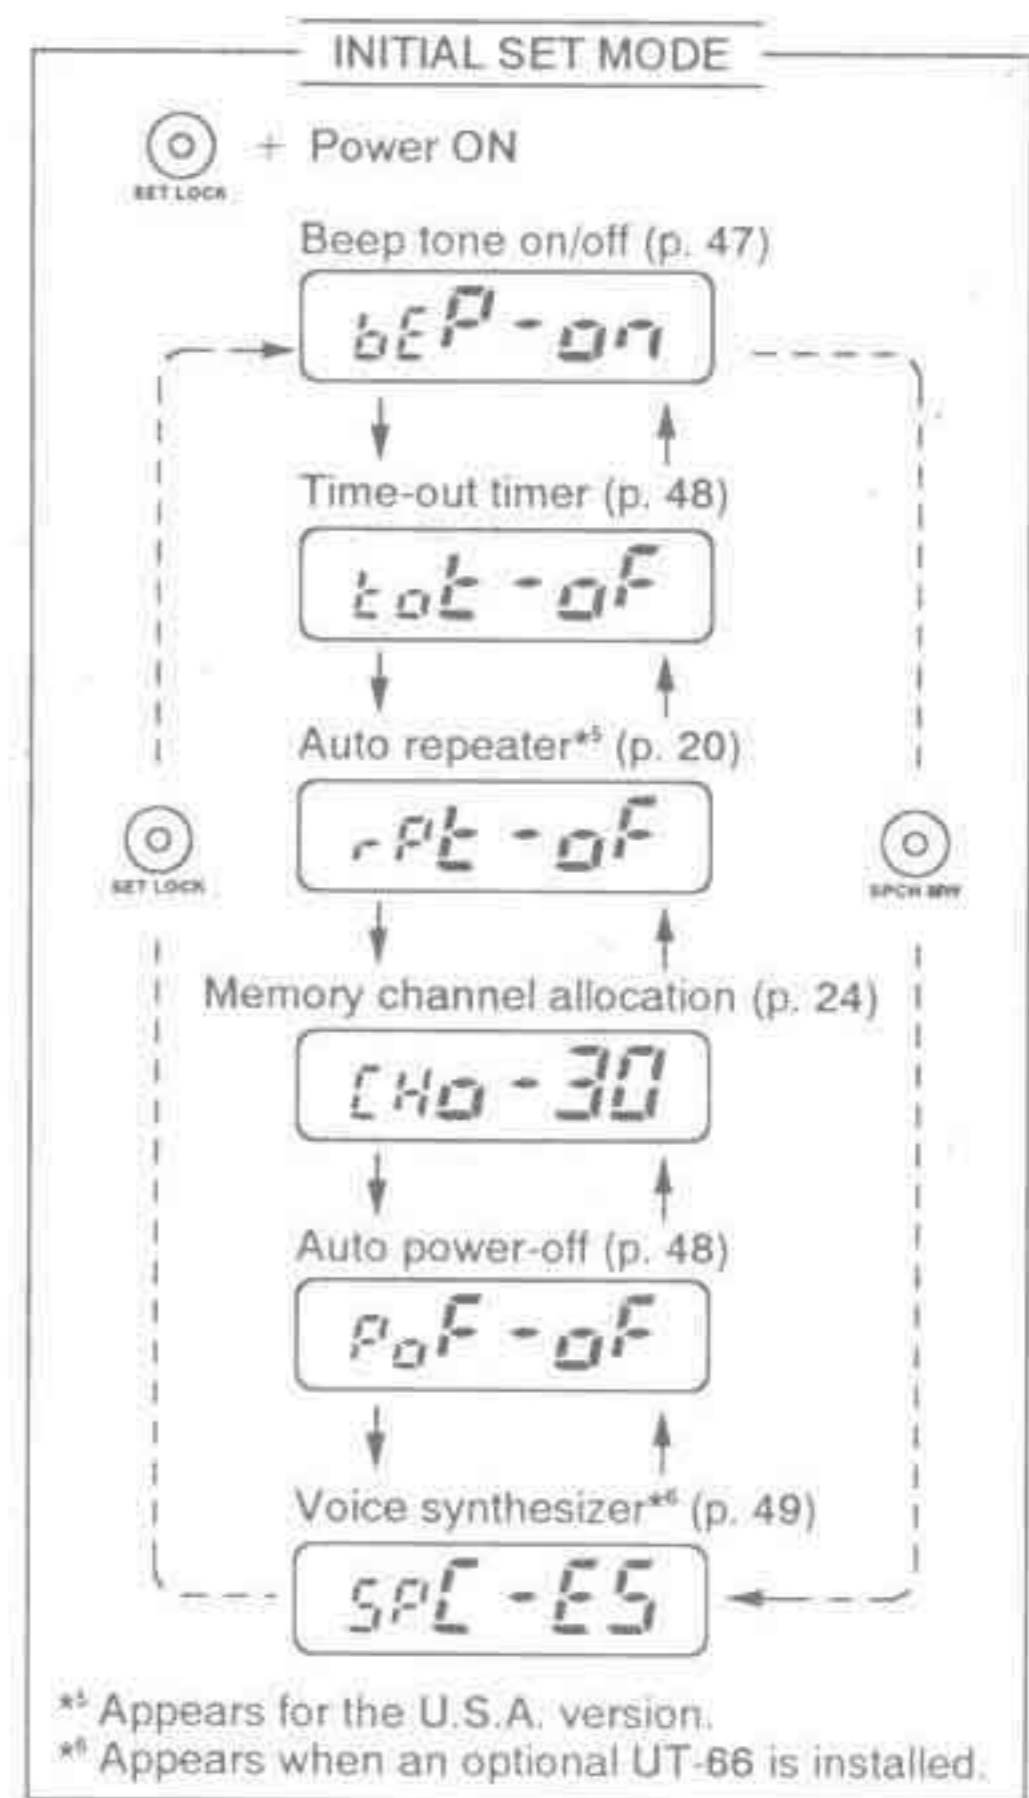 INITIAL SET MODE
+ Power ON
SET LOCK
Beep tone on/off (p. 47)
bEP-on
Time-out timer (p. 48)
tot-oF
Auto repeater*5 (p. 20)
rPt-oF
SET LOCK
SPCH MW
Memory channel allocation (p. 24)
CHo-30
Auto power-off (p. 48)
PoF-oF
Voice synthesizer*6 (p. 49)
SPC-ES
*5 Appears for the U.S.A. version.
*6 Appears when an optional UT-66 is installed.